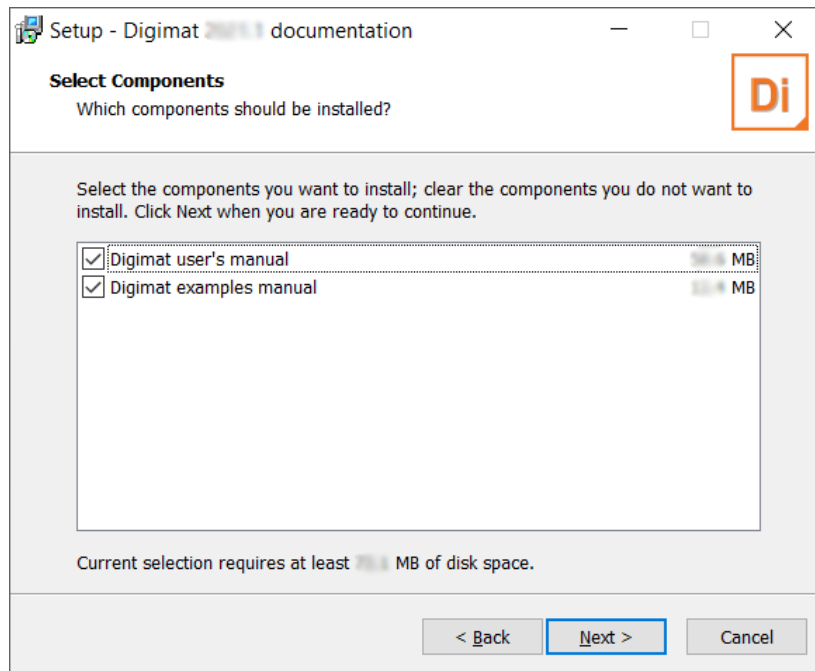 Setup - Digimat documentation
Select Components
Which components should be installed?
Di
Select the components you want to install; clear the components you do not want to
install. Click Next when you are ready to continue.
Digimat user's manual MB
Digimat examples manual MB
Current selection requires at least MB of disk space.
< Back Next > Cancel